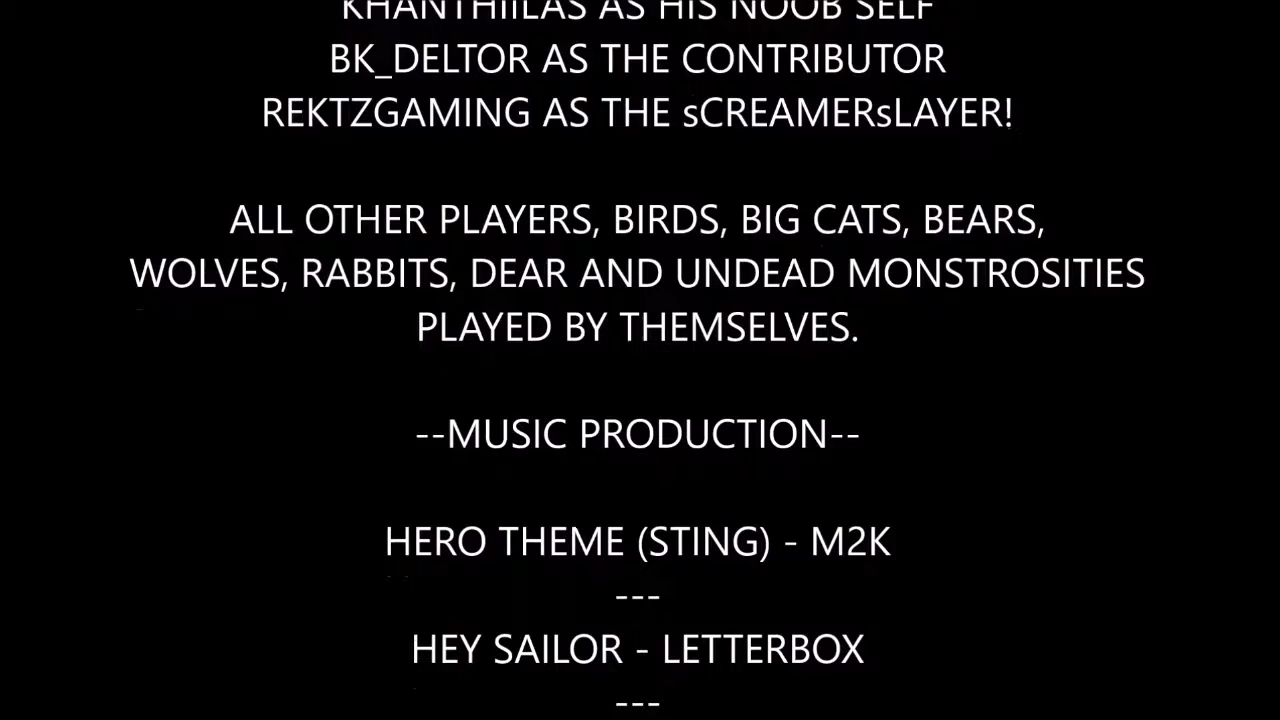 KHANTHIILAS AS HIS NOOB SELF
BK_DELTOR AS THE CONTRIBUTOR
REKTZGAMING AS THE sCREAMERsLAYER!
ALL OTHER PLAYERS, BIRDS, BIG CATS, BEARS,
WOLVES, RABBITS, DEAR AND UNDEAD MONSTROSITIES
PLAYED BY THEMSELVES.
--MUSIC PRODUCTION--
HERO THEME (STING) - M2K
---
HEY SAILOR - LETTERBOX
---